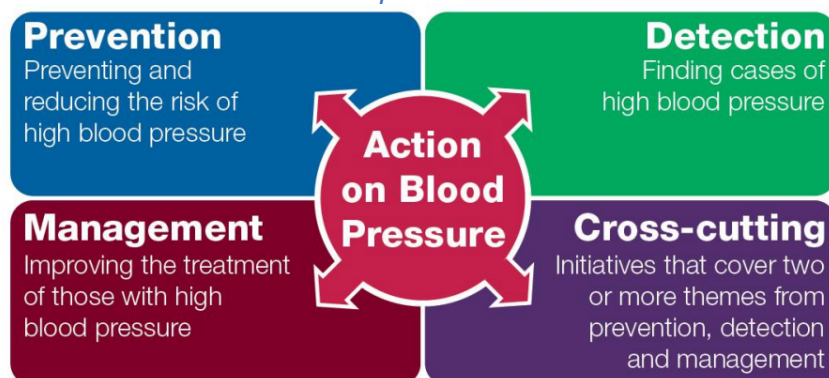 Prevention
Preventing and
reducing the risk of
high blood pressure
Detection
Finding cases of
high blood pressure
Action
on Blood
Pressure
Management
Improving the treatment
of those with high
blood pressure
Cross-cutting
Initiatives that cover two
or more themes from
prevention, detection
and management